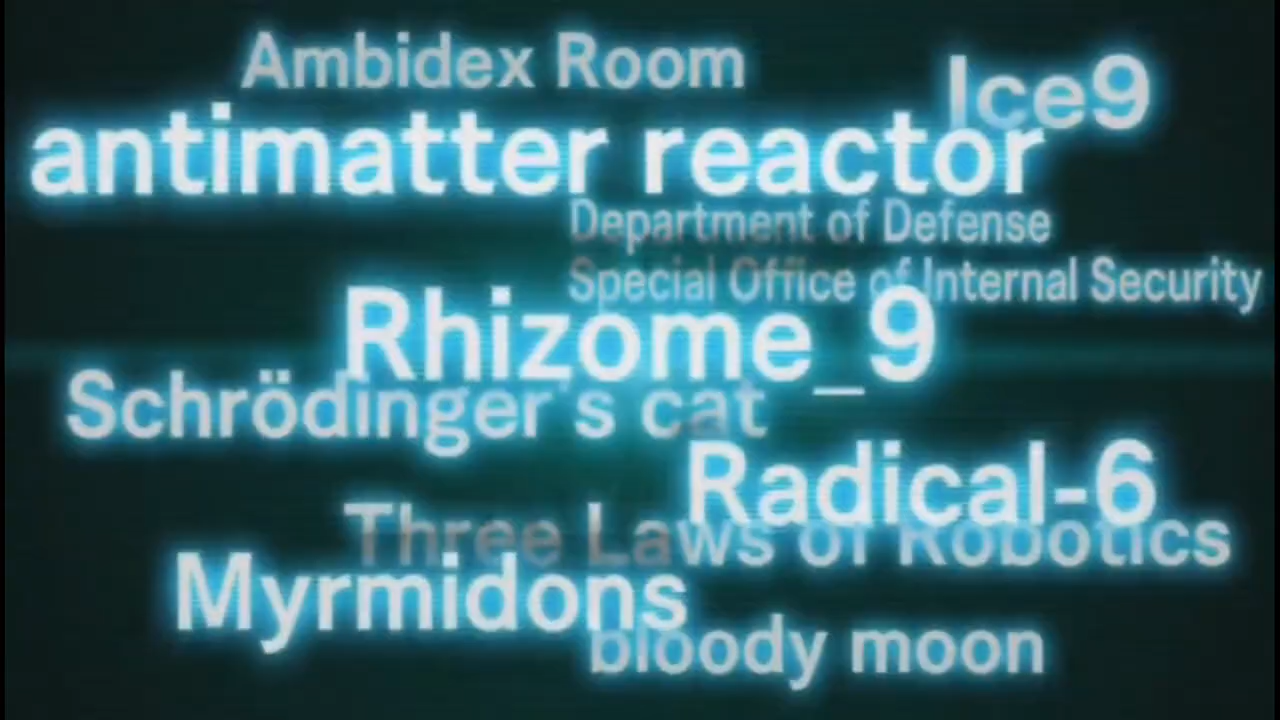 Ambidex Room
Ice9
antimatter reactor
Department of Defense
Special Office of Internal Security
Rhizome_9
Schrödinger's cat
Radical-6
Three Laws of Robotics
Myrmidons
bloody moon